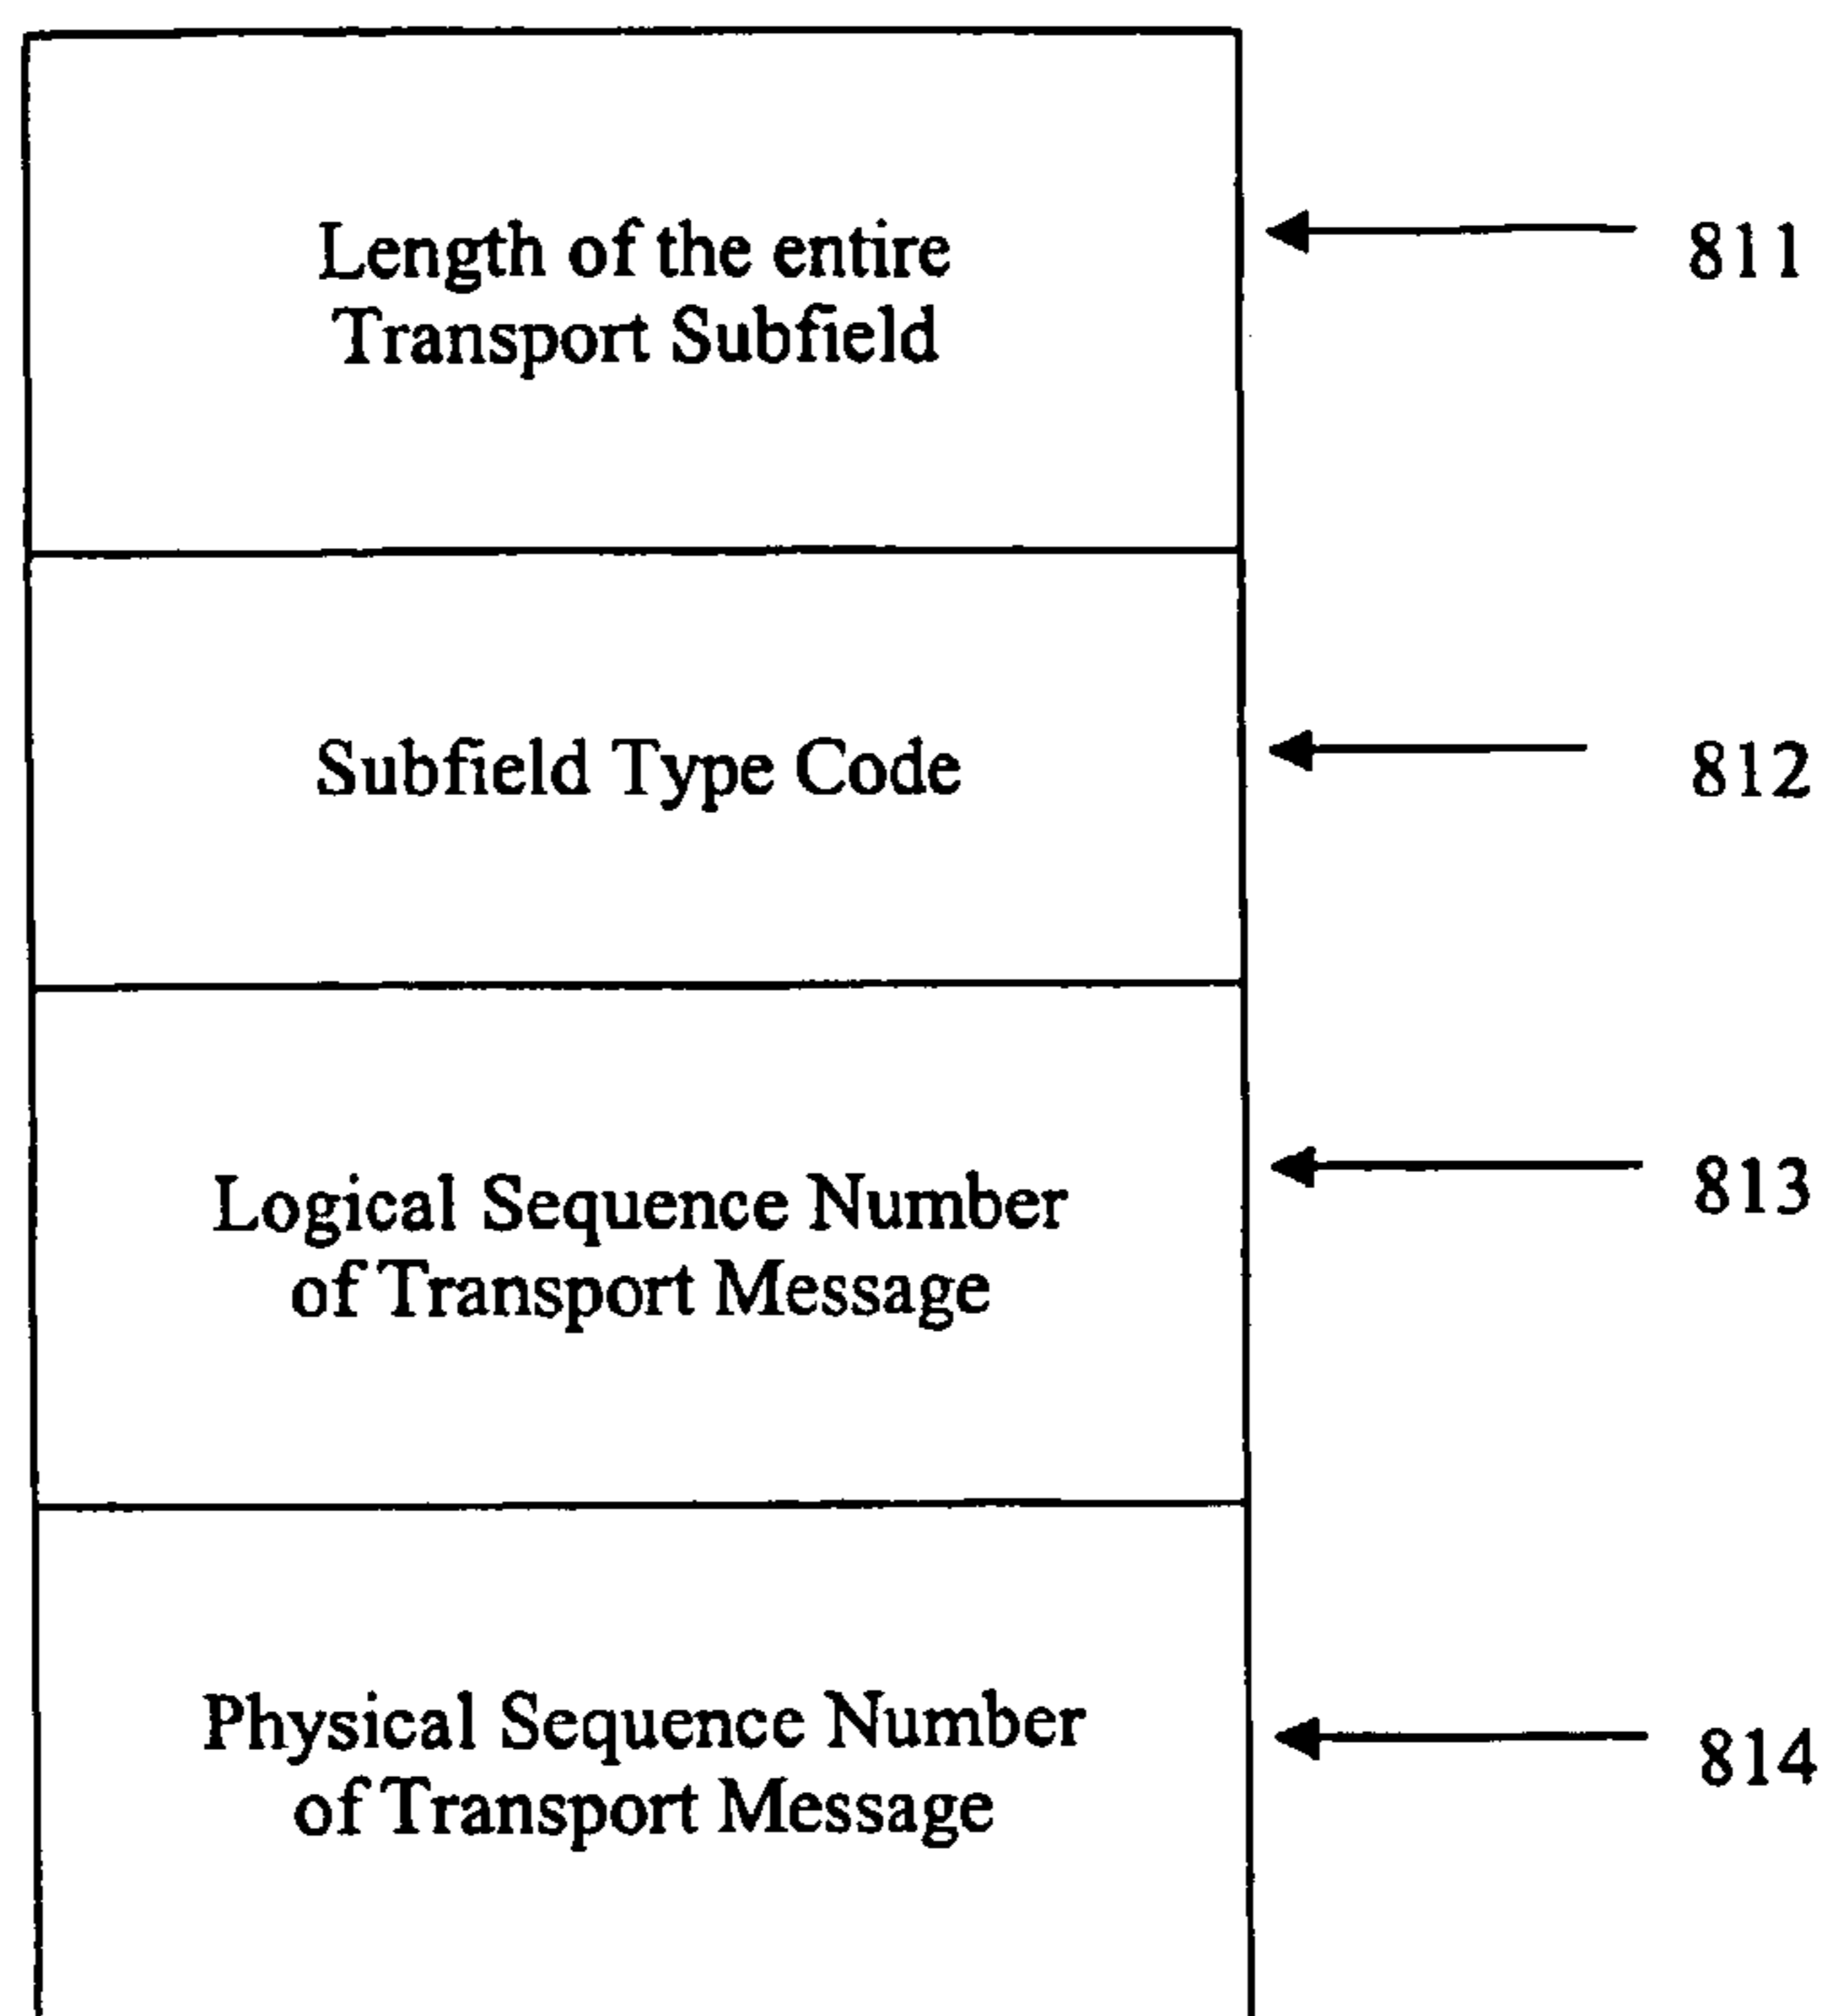 Length of the entire
Transport Subfield
811
Subfield Type Code
812
Logical Sequence Number
of Transport Message
813
Physical Sequence Number
of Transport Message
814